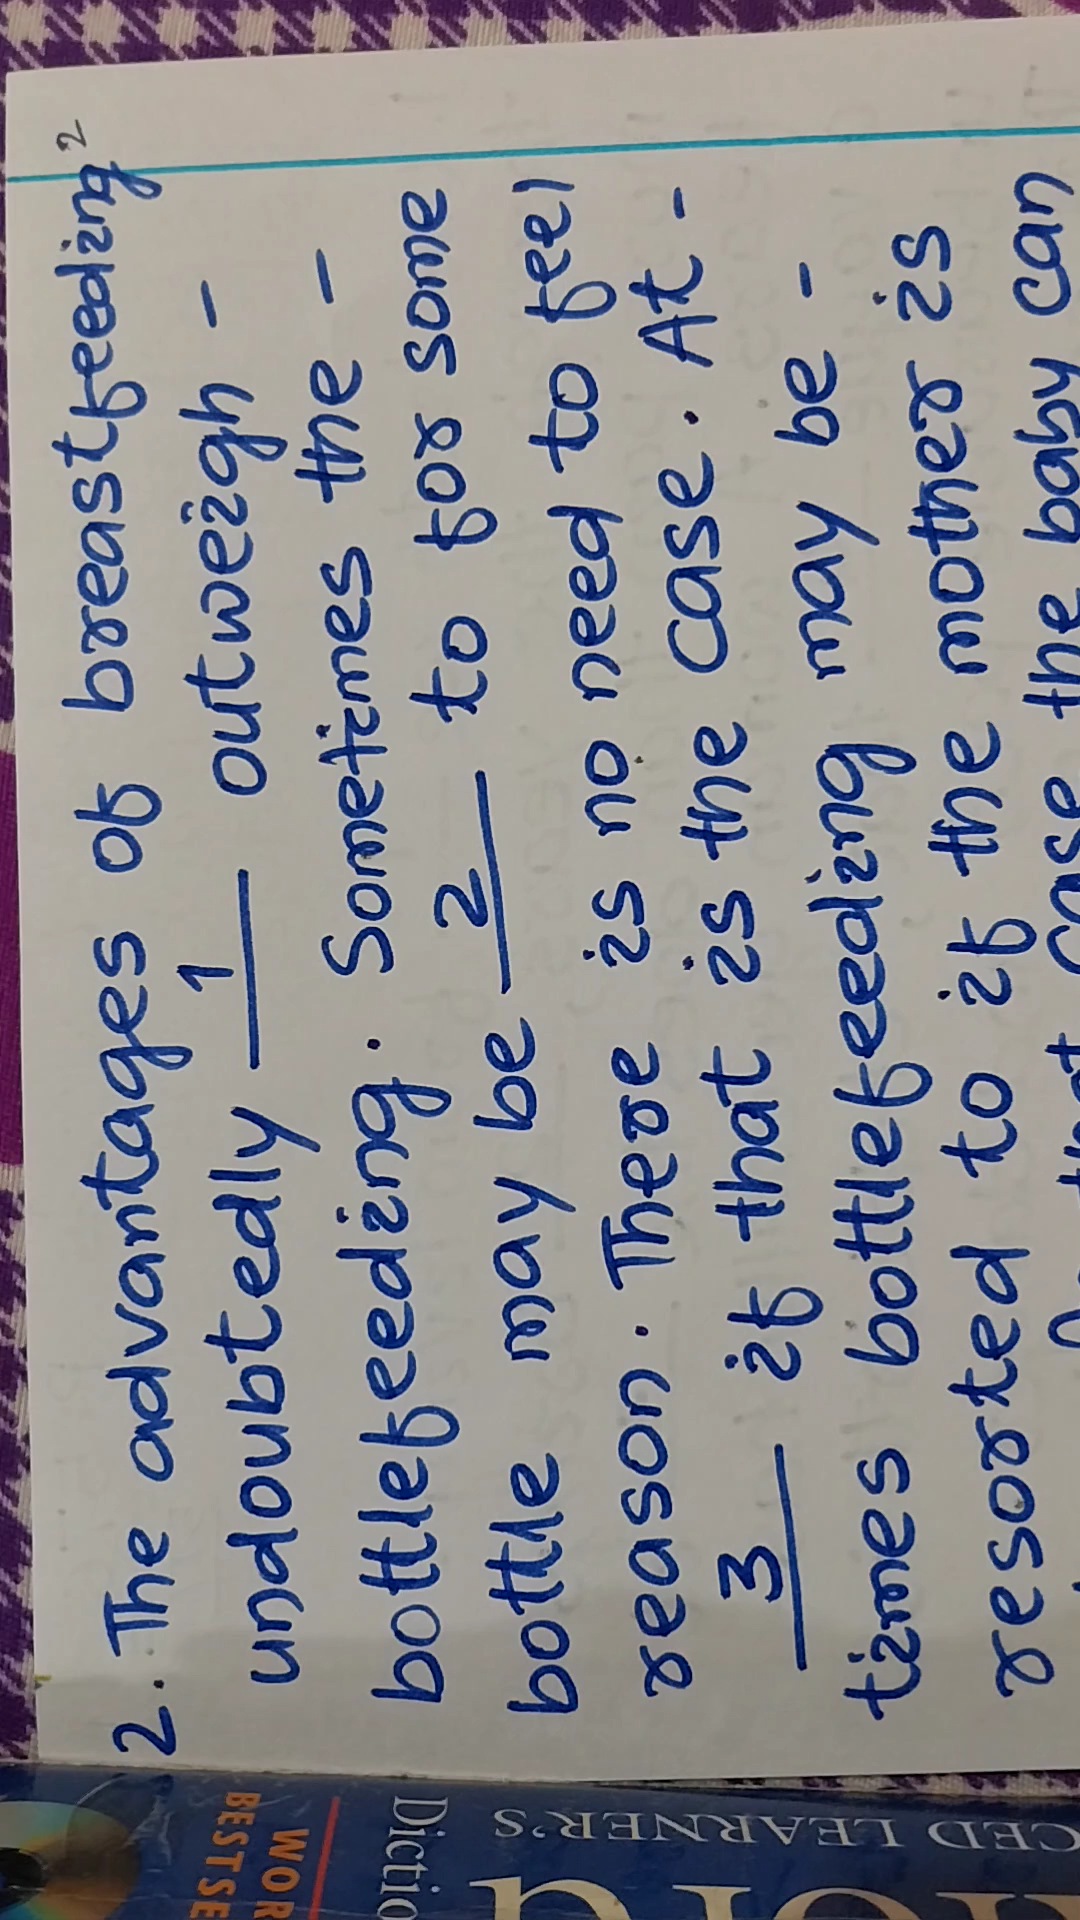 2
2. The advantages of breastfeeding
undoubtedly 1 outweigh -
bottlefeeding. Sometimes the -
bottle may be 2 to for some
reason. There is no need to feel
3 if that is the case. At -
times bottlefeeding may be -
resorted to if the mother is
case the baby can
WOR
BESTSE
Dictio
CED LEARNER'S